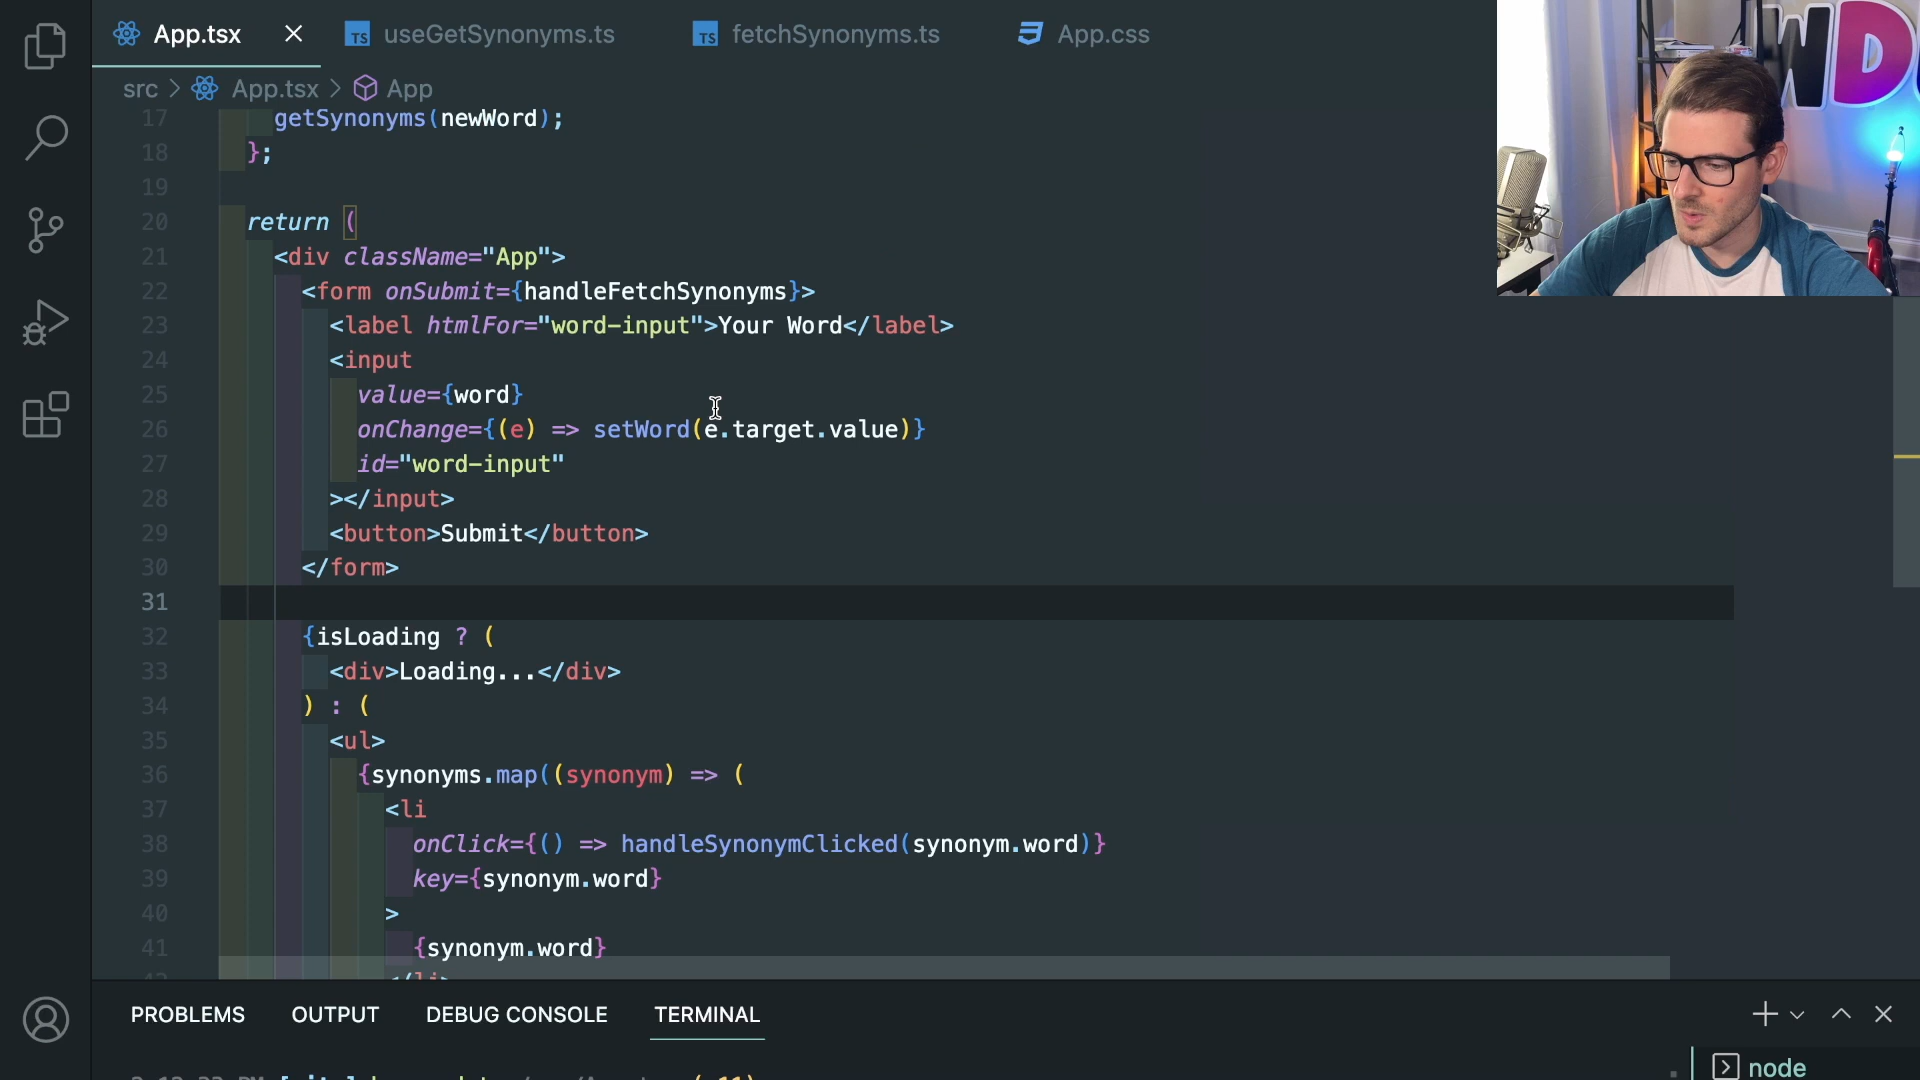 App.tsx
useGetSynonyms.ts
fetchSynonyms.ts
App.css
src > App.tsx > App
17 getSynonyms(newWord);
18 };
19
20 return (
21 <div className="App">
22 <form onSubmit={handleFetchSynonyms}>
23 <label htmlFor="word-input">Your Word</label>
24 <input
25 value={word}
26 onChange={(e) => setWord(e.target.value)}
27 id="word-input"
28 ></input>
29 <button>Submit</button>
30 </form>
31
32 {isLoading ? (
33 <div>Loading...</div>
34 ) : (
35 <ul>
36 {synonyms.map((synonym) => (
37 <li
38 onClick={() => handleSynonymClicked(synonym.word)}
39 key={synonym.word}
40 >
41 {synonym.word}
PROBLEMS OUTPUT DEBUG CONSOLE TERMINAL
node
WD